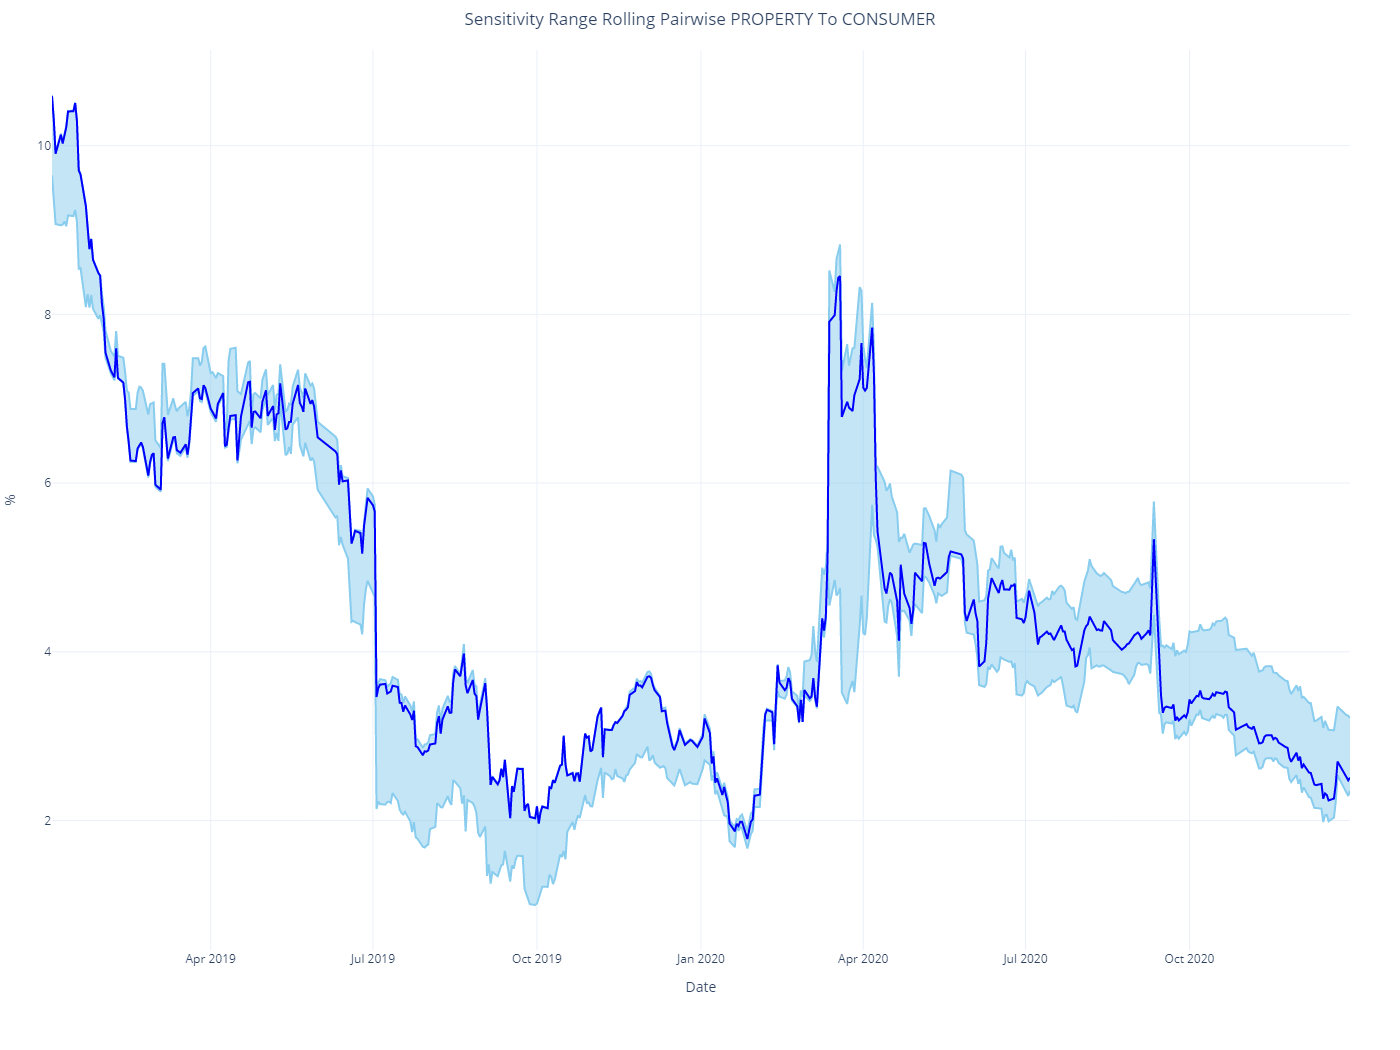 Sensitivity Range Rolling Pairwise PROPERTY To CONSUMER
10
8
6
4
2
%
Apr 2019
Jul 2019
Oct 2019
Jan 2020
Apr 2020
Jul 2020
Oct 2020
Date